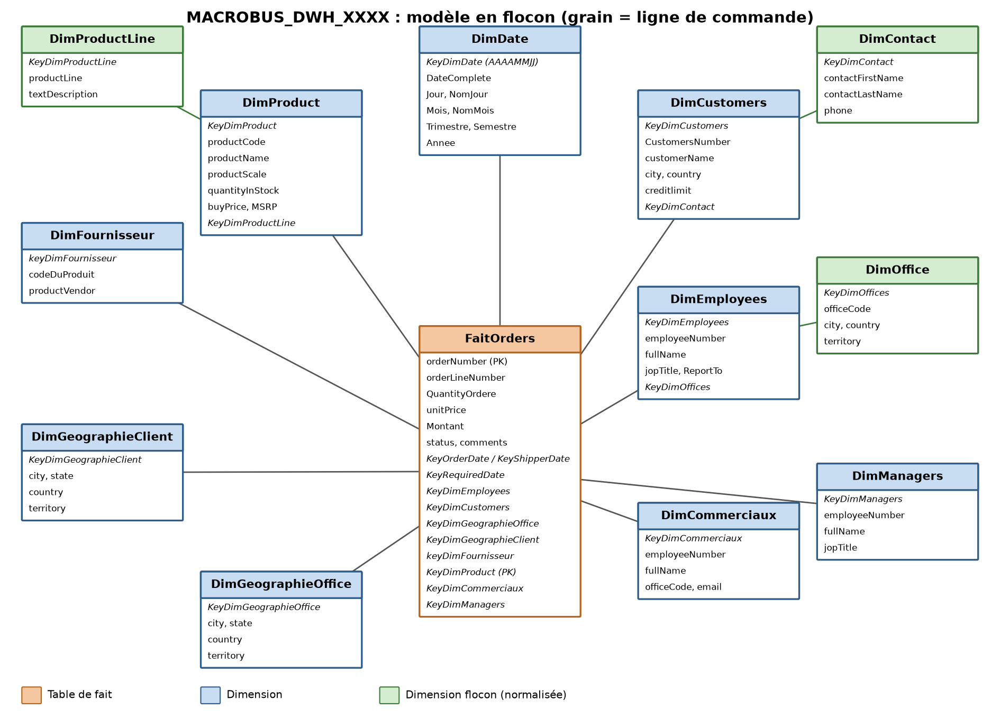 MACROBUS_DWH_XXXX : modèle en flocon (grain = ligne de commande)
DimProductLine
KeyDimProductLine
productLine
textDescription
DimProduct
KeyDimProduct
productCode
productName
productScale
quantityInStock
buyPrice, MSRP
KeyDimProductLine
DimDate
KeyDimDate (AAAAMMJJ)
DateComplete
Jour, NomJour
Mois, NomMois
Trimestre, Semestre
Annee
DimCustomers
KeyDimCustomers
CustomersNumber
customerName
city, country
creditlimit
KeyDimContact
DimContact
KeyDimContact
contactFirstName
contactLastName
phone
DimFournisseur
keyDimFournisseur
codeDuProduit
productVendor
DimOffice
KeyDimOffices
officeCode
city, country
territory
DimEmployees
KeyDimEmployees
employeeNumber
fullName
jopTitle, ReportTo
KeyDimOffices
FaitOrders
orderNumber (PK)
orderLineNumber
QuantityOrdere
unitPrice
Montant
status, comments
KeyOrderDate / KeyShipperDate
KeyRequiredDate
KeyDimEmployees
KeyDimCustomers
KeyDimGeographieOffice
KeyDimGeographieClient
keyDimFournisseur
KeyDimProduct (PK)
KeyDimCommerciaux
KeyDimManagers
DimGeographieClient
KeyDimGeographieClient
city, state
country
territory
DimManagers
KeyDimManagers
employeeNumber
fullName
jopTitle
DimCommerciaux
KeyDimCommerciaux
employeeNumber
fullName
officeCode, email
DimGeographieOffice
KeyDimGeographieOffice
city, state
country
territory
Table de fait
Dimension
Dimension flocon (normalisée)